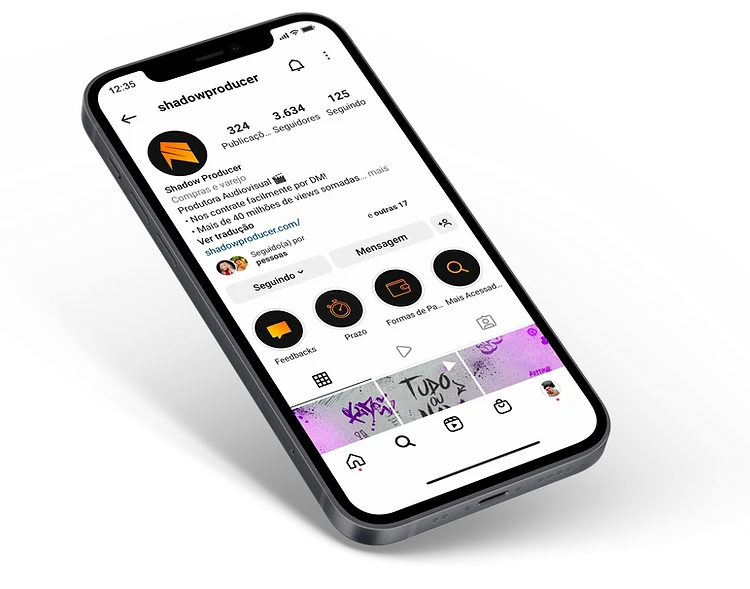 12:35
shadowproducer
324
Publicaçõ...
3.634
Seguidores
125
Seguindo
Shadow Producer
Compras e varejo
Produtora Audiovisual 🎬
• Nos contrate facilmente por DM!
• Mais de 40 milhões de views somadas... mais
Ver tradução
shadowproducer.com/
Seguido(a) por
e outras 17
pessoas
Seguindo
Mensagem
Feedbacks
Prazo
Formas de Pa...
Mais Acessad...
TUDO
OU